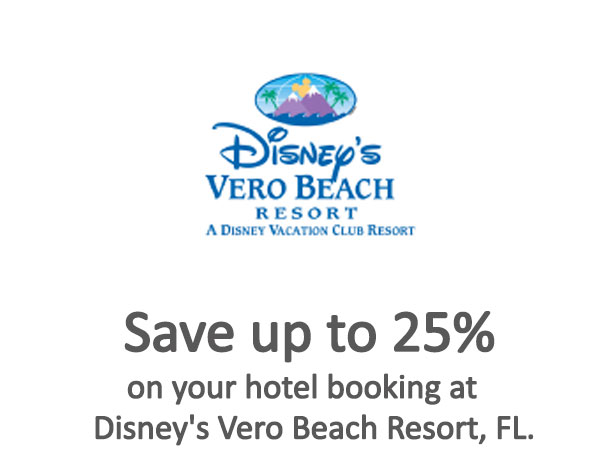 Disney's
Vero Beach
RESORT
A Disney Vacation Club Resort
Save up to 25%
on your hotel booking at
Disney's Vero Beach Resort, FL.